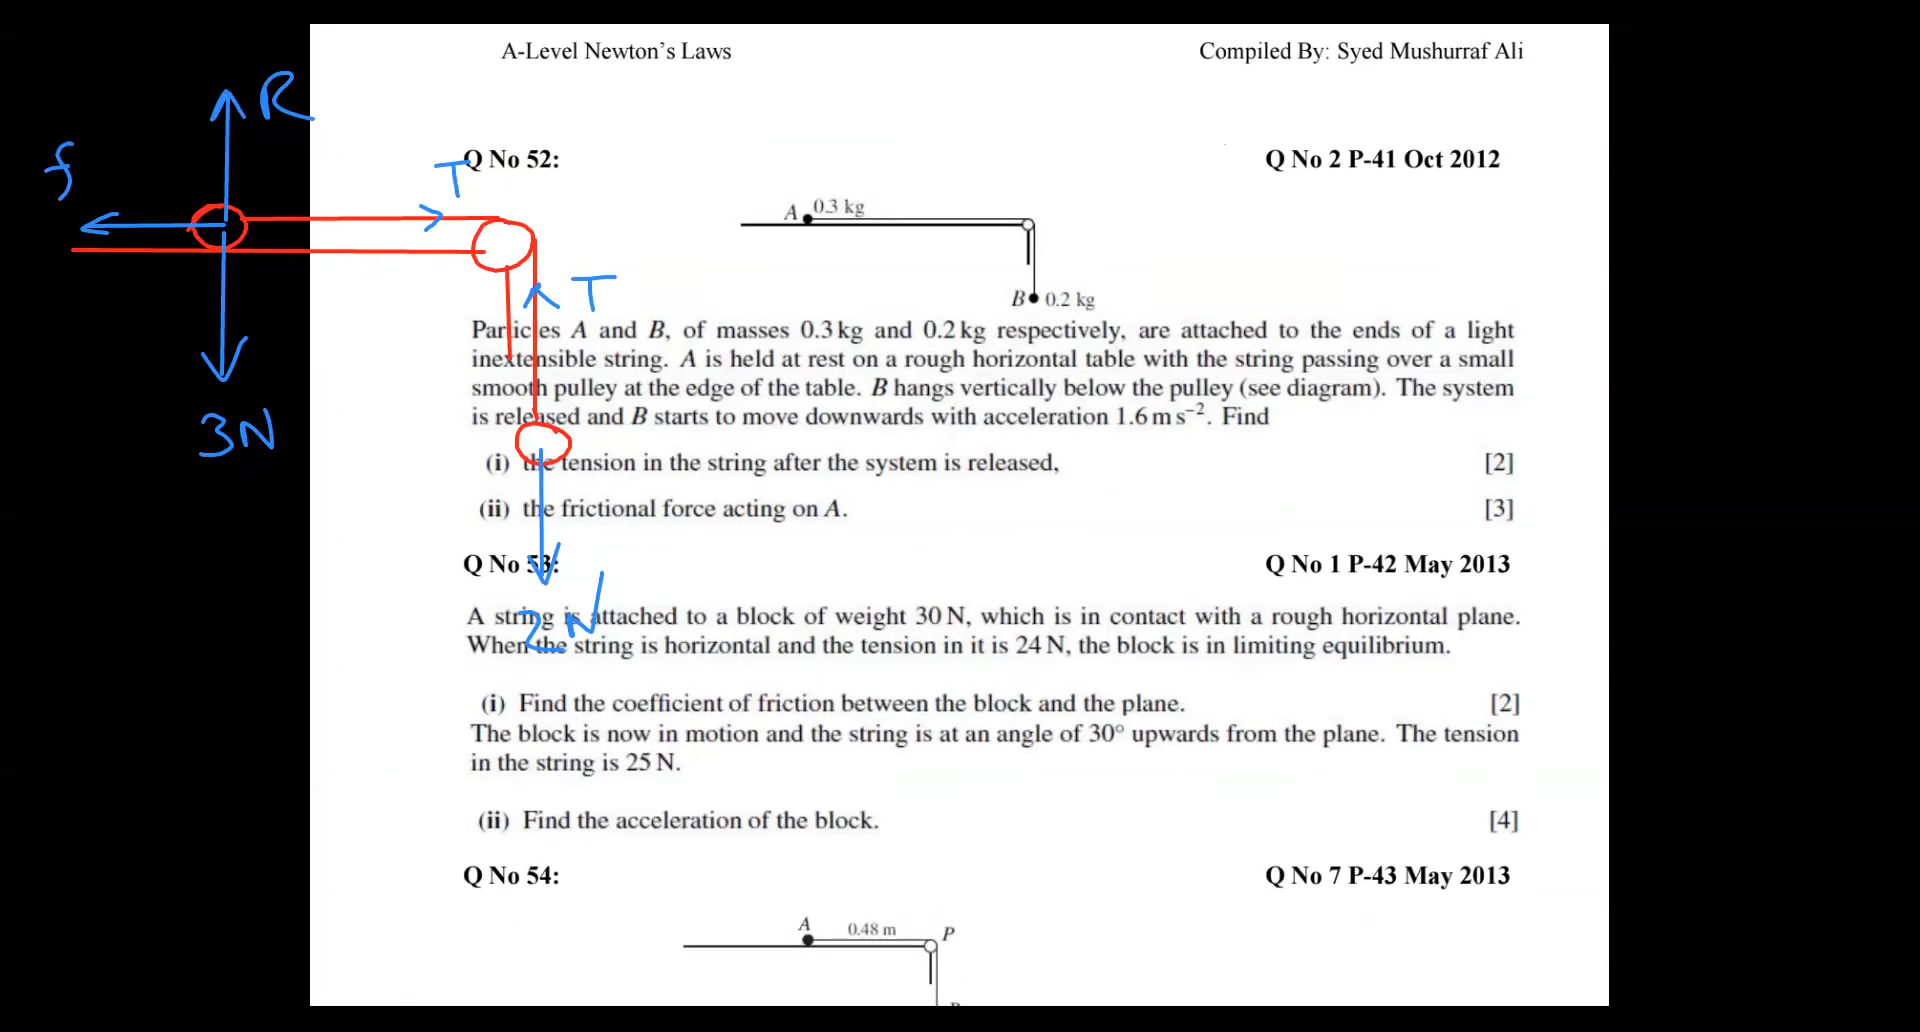 A-Level Newton's Laws
Compiled By: Syed Mushurraf Ali
R
f
T
Q No 52:
Q No 2 P-41 Oct 2012
A 0.3 kg
T
B 0.2 kg
Particles A and B, of masses 0.3 kg and 0.2 kg respectively, are attached to the ends of a light
inextensible string. A is held at rest on a rough horizontal table with the string passing over a small
smooth pulley at the edge of the table. B hangs vertically below the pulley (see diagram). The system
is released and B starts to move downwards with acceleration 1.6 m s⁻². Find
3N
(i) the tension in the string after the system is released, [2]
(ii) the frictional force acting on A. [3]
Q No 53:
Q No 1 P-42 May 2013
2N
A string is attached to a block of weight 30 N, which is in contact with a rough horizontal plane.
When the string is horizontal and the tension in it is 24 N, the block is in limiting equilibrium.
(i) Find the coefficient of friction between the block and the plane. [2]
The block is now in motion and the string is at an angle of 30° upwards from the plane. The tension
in the string is 25 N.
(ii) Find the acceleration of the block. [4]
Q No 54:
Q No 7 P-43 May 2013
A 0.48 m P